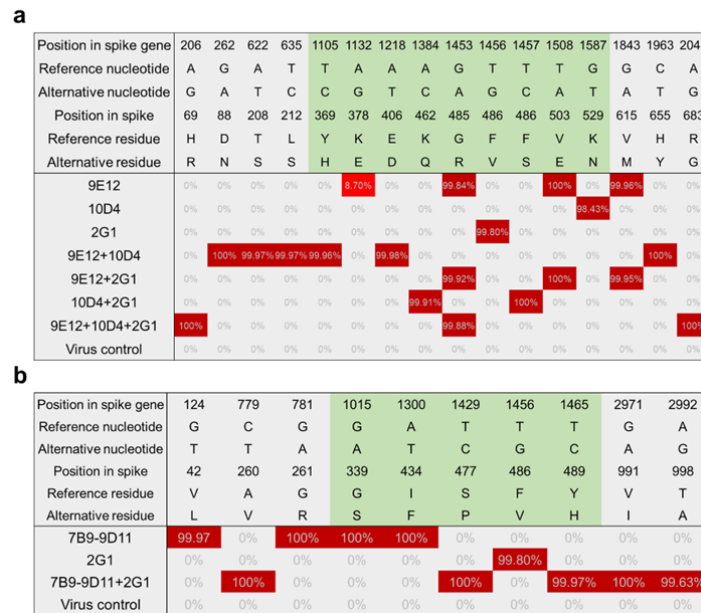 a
Position in spike gene 206 262 622 635 1105 1132 1218 1384 1453 1456 1457 1508 1587 1843 1963 204
Reference nucleotide A G A T T A A A G T T T G G C A
Alternative nucleotide G A T C C G T C A G C A T A T G
Position in spike 69 88 208 212 369 378 406 462 485 486 486 503 529 615 655 683
Reference residue H D T L Y K E K G F F V K V H R
Alternative residue R N S S H E D Q R V S E N M Y G
9E12 0% 0% 0% 0% 0% 8.70% 0% 0% 99.84% 0% 0% 100% 0% 99.96% 0% 0%
10D4 0% 0% 0% 0% 0% 0% 0% 0% 0% 0% 0% 0% 98.43% 0% 0% 0%
2G1 0% 0% 0% 0% 0% 0% 0% 0% 0% 99.80% 0% 0% 0% 0% 0% 0%
9E12+10D4 0% 100% 99.97% 99.97% 99.96% 0% 99.98% 0% 0% 0% 0% 0% 0% 0% 100% 0%
9E12+2G1 0% 0% 0% 0% 0% 0% 0% 0% 99.92% 0% 0% 100% 0% 99.95% 0% 0%
10D4+2G1 0% 0% 0% 0% 0% 0% 0% 99.91% 0% 0% 100% 0% 0% 0% 0% 0%
9E12+10D4+2G1 100% 0% 0% 0% 0% 0% 0% 0% 99.88% 0% 0% 0% 0% 0% 0% 100%
Virus control 0% 0% 0% 0% 0% 0% 0% 0% 0% 0% 0% 0% 0% 0% 0% 0%
b
Position in spike gene 124 779 781 1015 1300 1429 1456 1465 2971 2992
Reference nucleotide G C G G A T T T G A
Alternative nucleotide T T A A T C G C A G
Position in spike 42 260 261 339 434 477 486 489 991 998
Reference residue V A G G I S F Y V T
Alternative residue L V R S F P V H I A
7B9-9D11 99.97 0% 100% 100% 100% 0% 0% 0% 0% 0%
2G1 0% 0% 0% 0% 0% 0% 99.80% 0% 0% 0%
7B9-9D11+2G1 0% 100% 0% 0% 0% 100% 0% 99.97% 100% 99.63%
Virus control 0% 0% 0% 0% 0% 0% 0% 0% 0% 0%